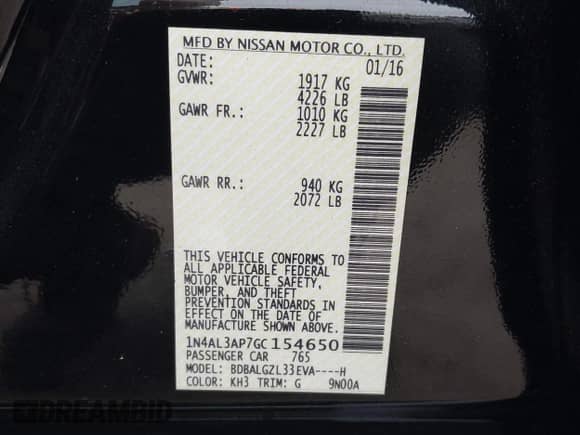 MFD BY NISSAN MOTOR CO., LTD.
DATE: 01/16
GVWR: 1917 KG
4226 LB
GAWR FR.: 1010 KG
2227 LB
GAWR RR.: 940 KG
2072 LB
THIS VEHICLE CONFORMS TO
ALL APPLICABLE FEDERAL
MOTOR VEHICLE SAFETY,
BUMPER, AND THEFT
PREVENTION STANDARDS IN
EFFECT ON THE DATE OF
MANUFACTURE SHOWN ABOVE.
1N4AL3AP7GC154650
PASSENGER CAR 765
MODEL: BDBALGZL33EVA----H
COLOR: KH3 TRIM: G 9N00A
DREAMBID